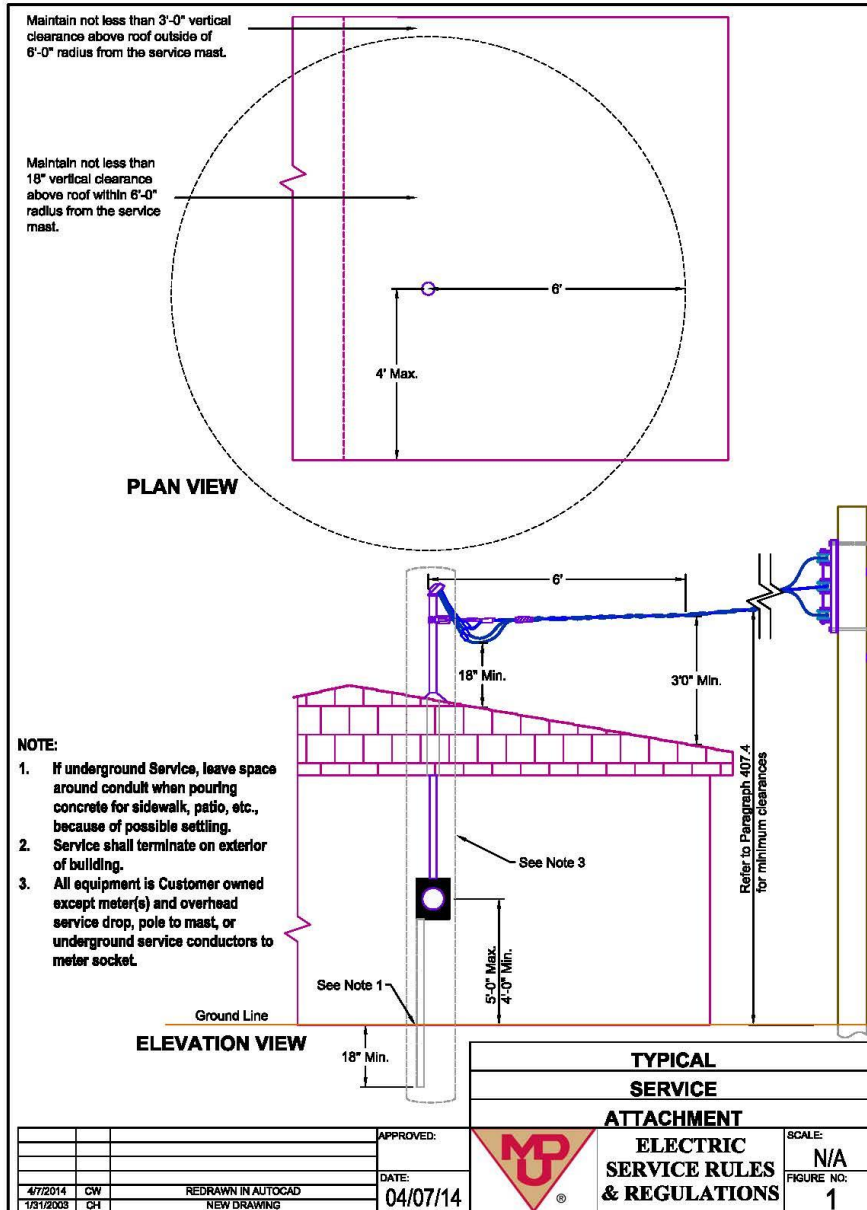 Maintain not less than 3'-0" vertical
clearance above roof outside of
6'-0" radius from the service mast.
Maintain not less than
18" vertical clearance
above roof within 6'-0"
radius from the service
mast.
6'
4' Max.
PLAN VIEW
6'
18" Min.
3'0" Min.
Refer to Paragraph 407.4
for minimum clearances
NOTE:
1. If underground Service, leave space
around conduit when pouring
concrete for sidewalk, patio, etc.,
because of possible settling.
2. Service shall terminate on exterior
of building.
3. All equipment is Customer owned
except meter(s) and overhead
service drop, pole to mast, or
underground service conductors to
meter socket.
See Note 3
5'-0" Max.
4'-0" Min.
See Note 1
Ground Line
ELEVATION VIEW
18" Min.
TYPICAL
SERVICE
ATTACHMENT
APPROVED:
DATE:
04/07/14
4/7/2014 CW REDRAWN IN AUTOCAD
1/31/2003 CH NEW DRAWING
MDU ®
ELECTRIC
SERVICE RULES
& REGULATIONS
SCALE:
N/A
FIGURE NO:
1